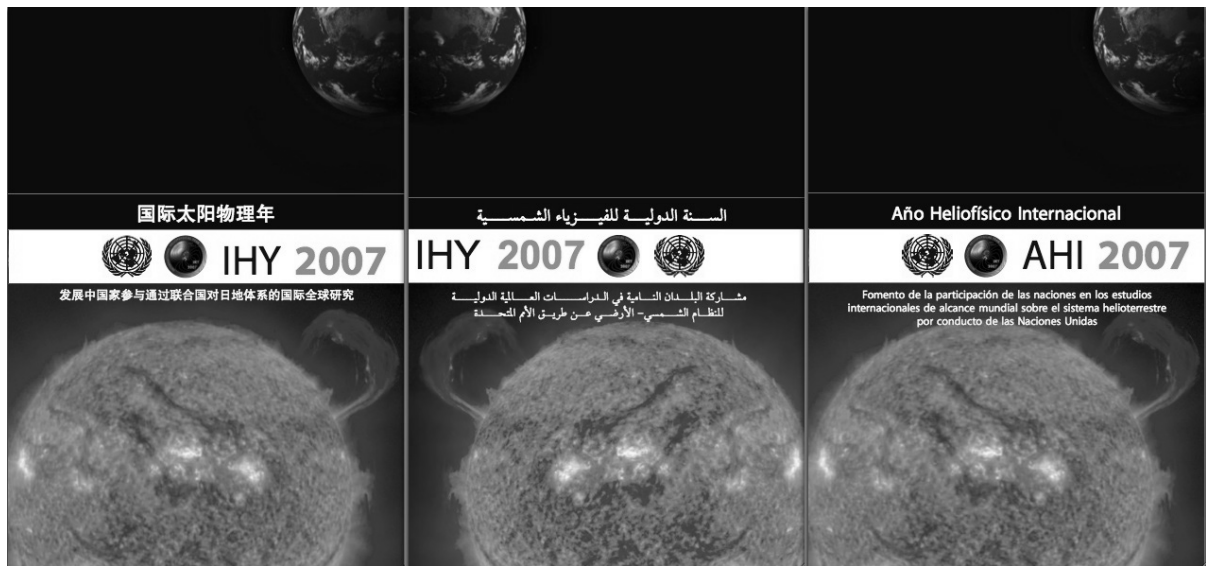 国际太阳物理年
IHY 2007
发展中国家参与通过联合国对日地体系的国际全球研究
السنة الدولية للفيزياء الشمسية
IHY 2007
مشاركة البلدان النامية في الدراسات العالمية الدولية
للنظام الشمسي- الأرضي عن طريق الأمم المتحدة
Año Heliofísico Internacional
AHI 2007
Fomento de la participación de las naciones en los estudios
internacionales de alcance mundial sobre el sistema helioterrestre
por conducto de las Naciones Unidas